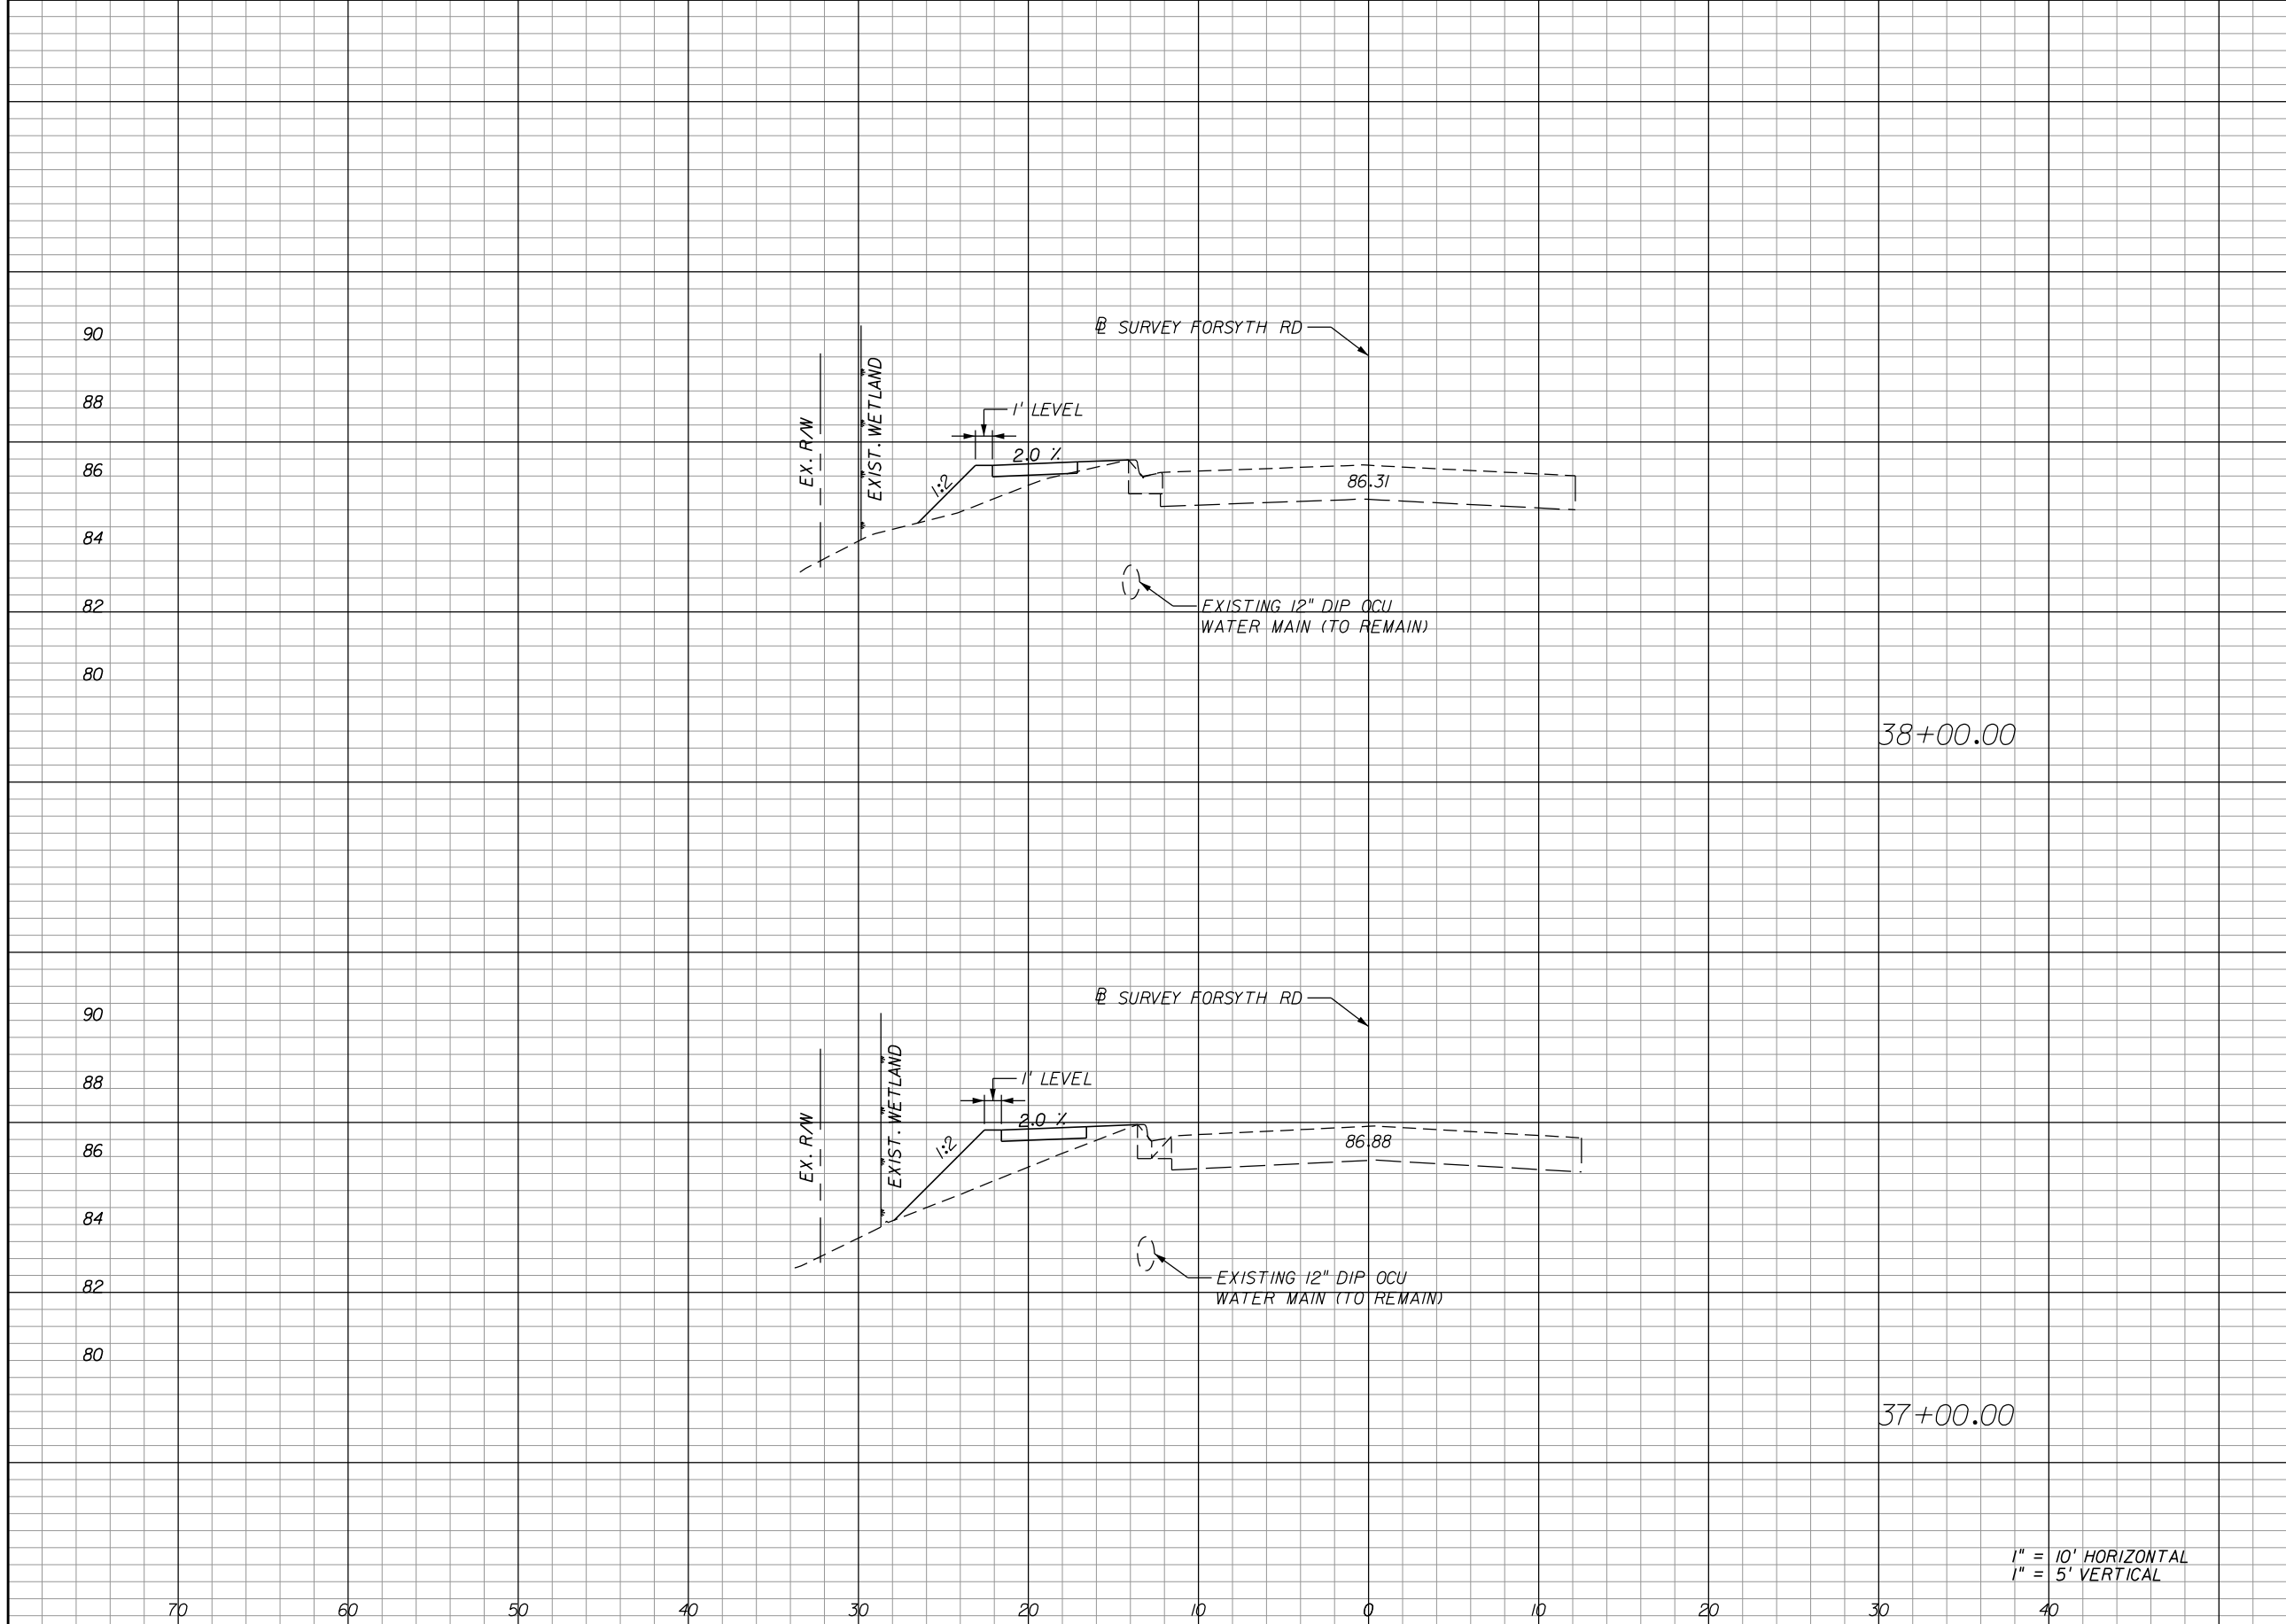 90
88
86
84
82
80
EX. R/W
EXIST. WETLAND
1:2
1' LEVEL
2.0 %
℄ SURVEY FORSYTH RD
86.31
EXISTING 12" DIP OCU
WATER MAIN (TO REMAIN)
38+00.00
90
88
86
84
82
80
EX. R/W
EXIST. WETLAND
1:2
1' LEVEL
2.0 %
℄ SURVEY FORSYTH RD
86.88
EXISTING 12" DIP OCU
WATER MAIN (TO REMAIN)
37+00.00
1" = 10' HORIZONTAL
1" = 5' VERTICAL
70 60 50 40 30 20 10 0 10 20 30 40